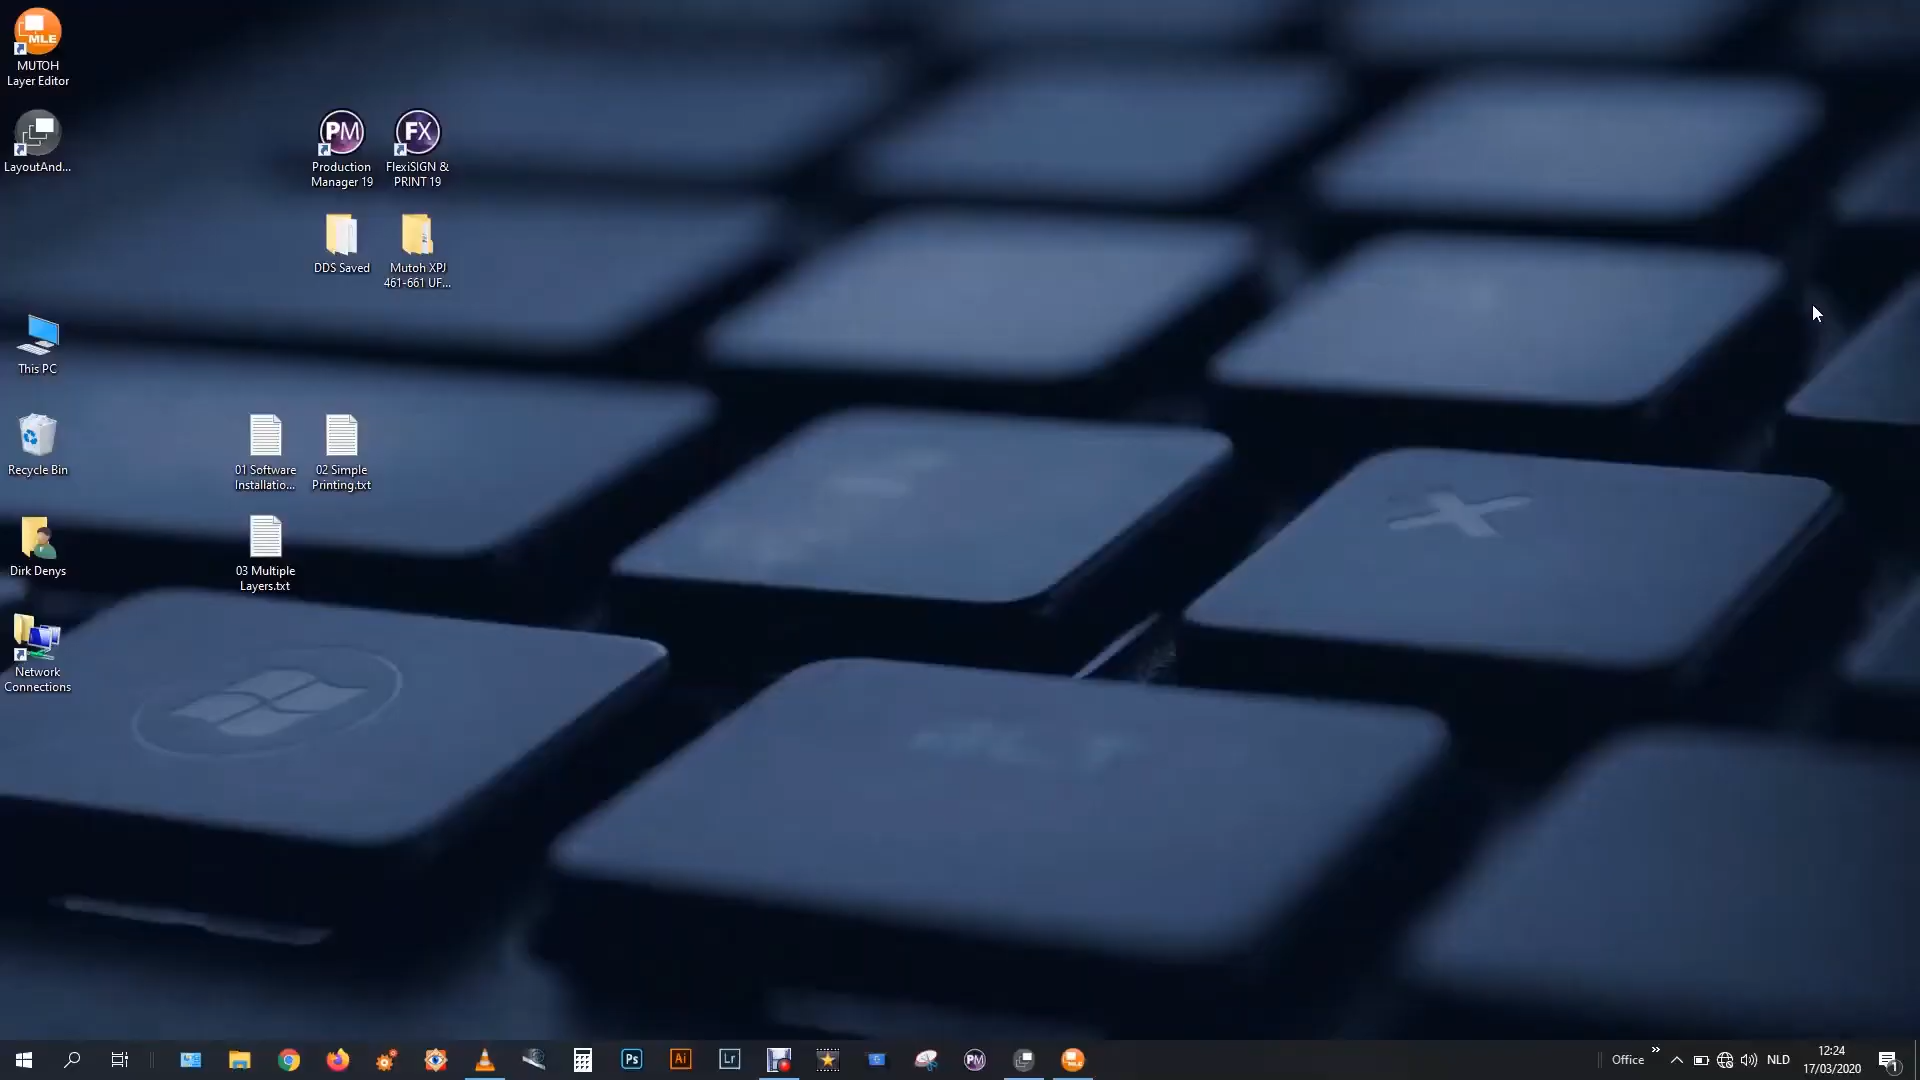 MLE
MUTOH
Layer Editor
LayoutAnd...
PM
FX
Production
Manager 19
FlexiSIGN &
PRINT 19
DDS Saved
Mutoh XPJ
461-661 UF...
This PC
Recycle Bin
01 Software
Installatio...
02 Simple
Printing.txt
Dirk Denys
03 Multiple
Layers.txt
Network
Connections
Ps
Ai
Lr
PM
Office
NLD
12:24
17/03/2020
1